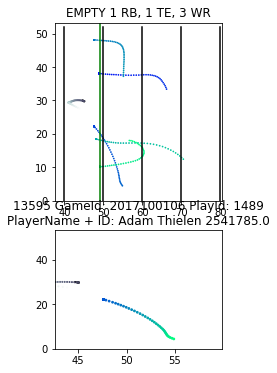 EMPTY 1 RB, 1 TE, 3 WR
50
40
30
20
10
0
40 50 60 70 80
13595 GameId: 2017100106 PlayId: 1489
PlayerName + ID: Adam Thielen 2541785.0
40
20
0
45 50 55